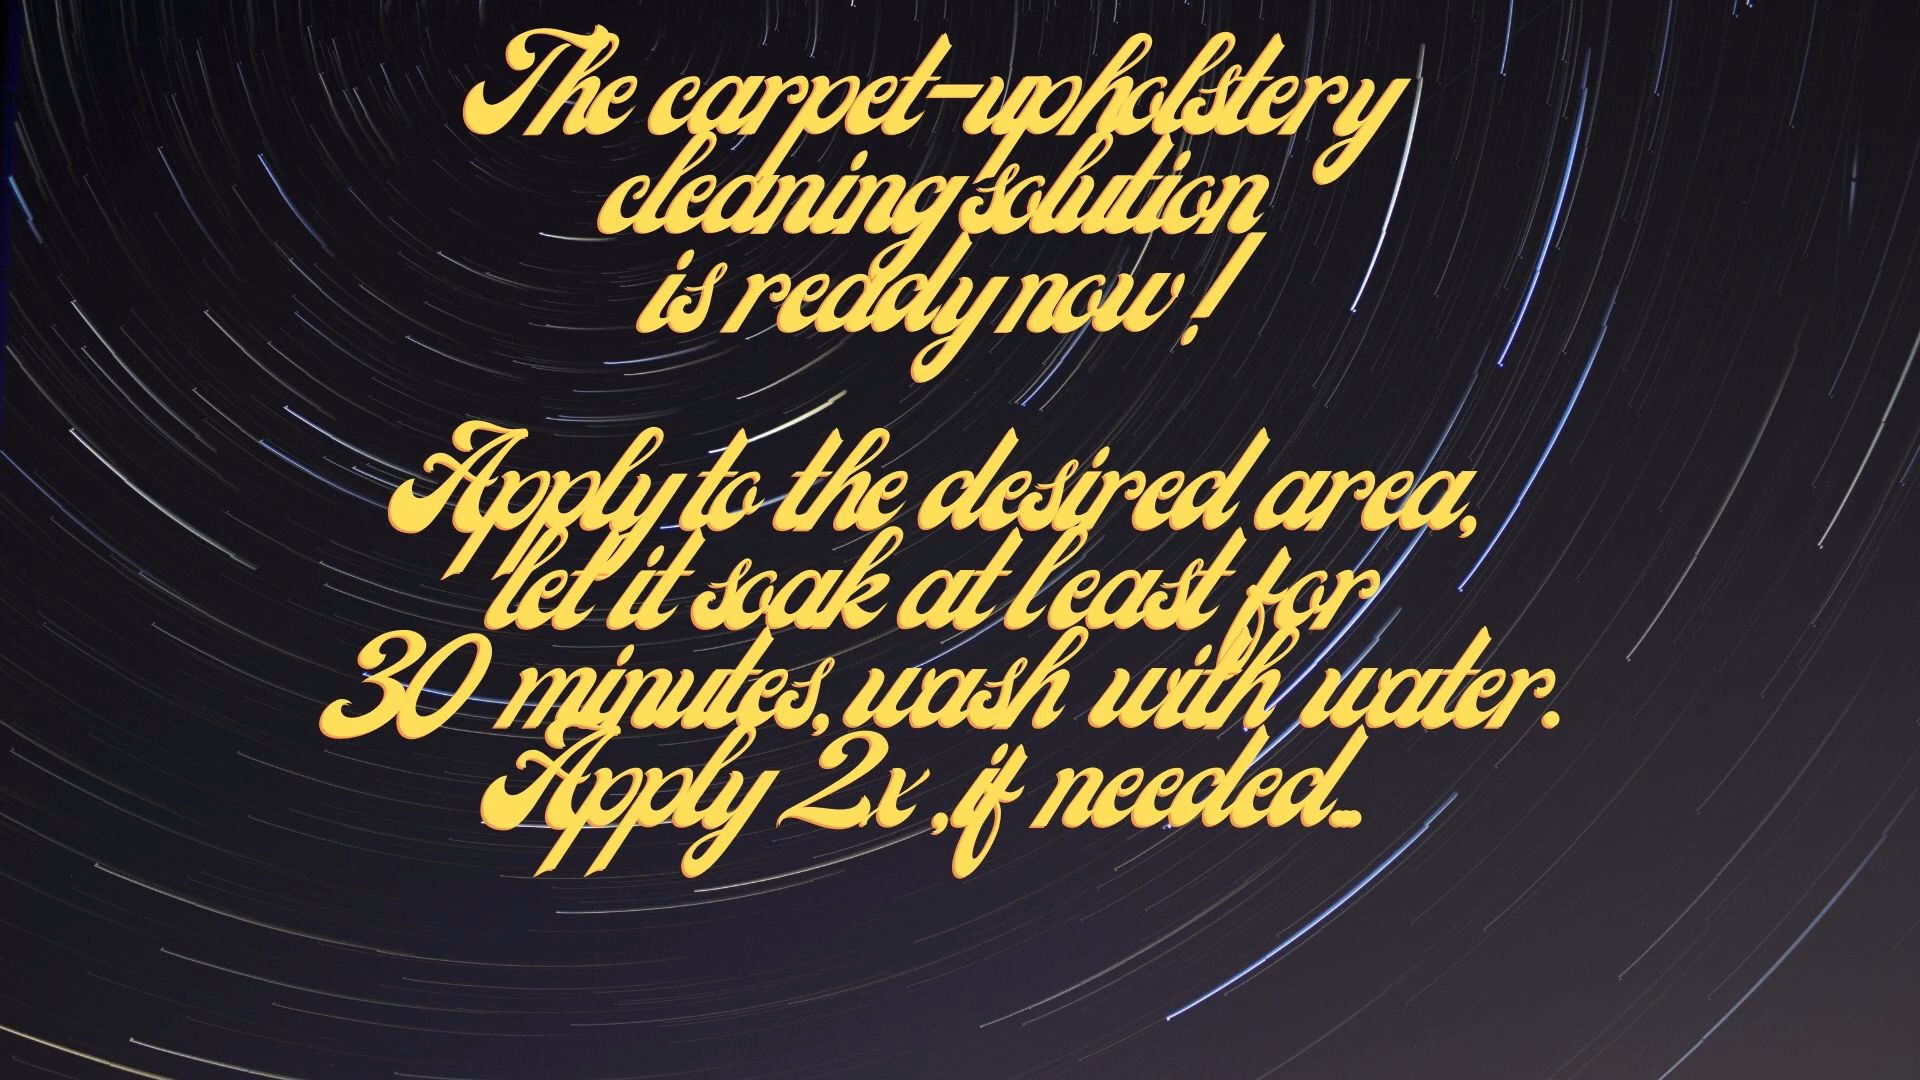 The carpet-upholstery
cleaning solution
is ready now !
Apply to the desired area,
let it soak at least for
30 minutes, wash with water.
Apply 2x ,if needed..